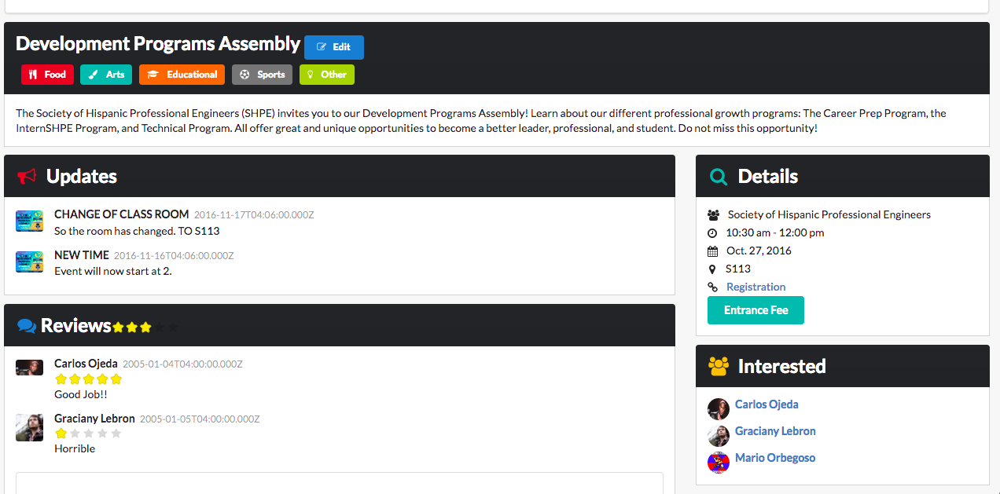 Development Programs Assembly Edit
Food Arts Educational Sports Other
The Society of Hispanic Professional Engineers (SHPE) invites you to our Development Programs Assembly! Learn about our different professional growth programs: The Career Prep Program, the
InternSHPE Program, and Technical Program. All offer great and unique opportunities to become a better leader, professional, and student. Do not miss this opportunity!
Updates
CHANGE OF CLASS ROOM 2016-11-17T04:06:00.000Z
So the room has changed. TO S113
NEW TIME 2016-11-16T04:06:00.000Z
Event will now start at 2.
Reviews
Carlos Ojeda 2005-01-04T04:00:00.000Z
Good Job!!
Graciany Lebron 2005-01-05T04:00:00.000Z
Horrible
Details
Society of Hispanic Professional Engineers
10:30 am - 12:00 pm
Oct. 27, 2016
S113
Registration
Entrance Fee
Interested
Carlos Ojeda
Graciany Lebron
Mario Orbegoso